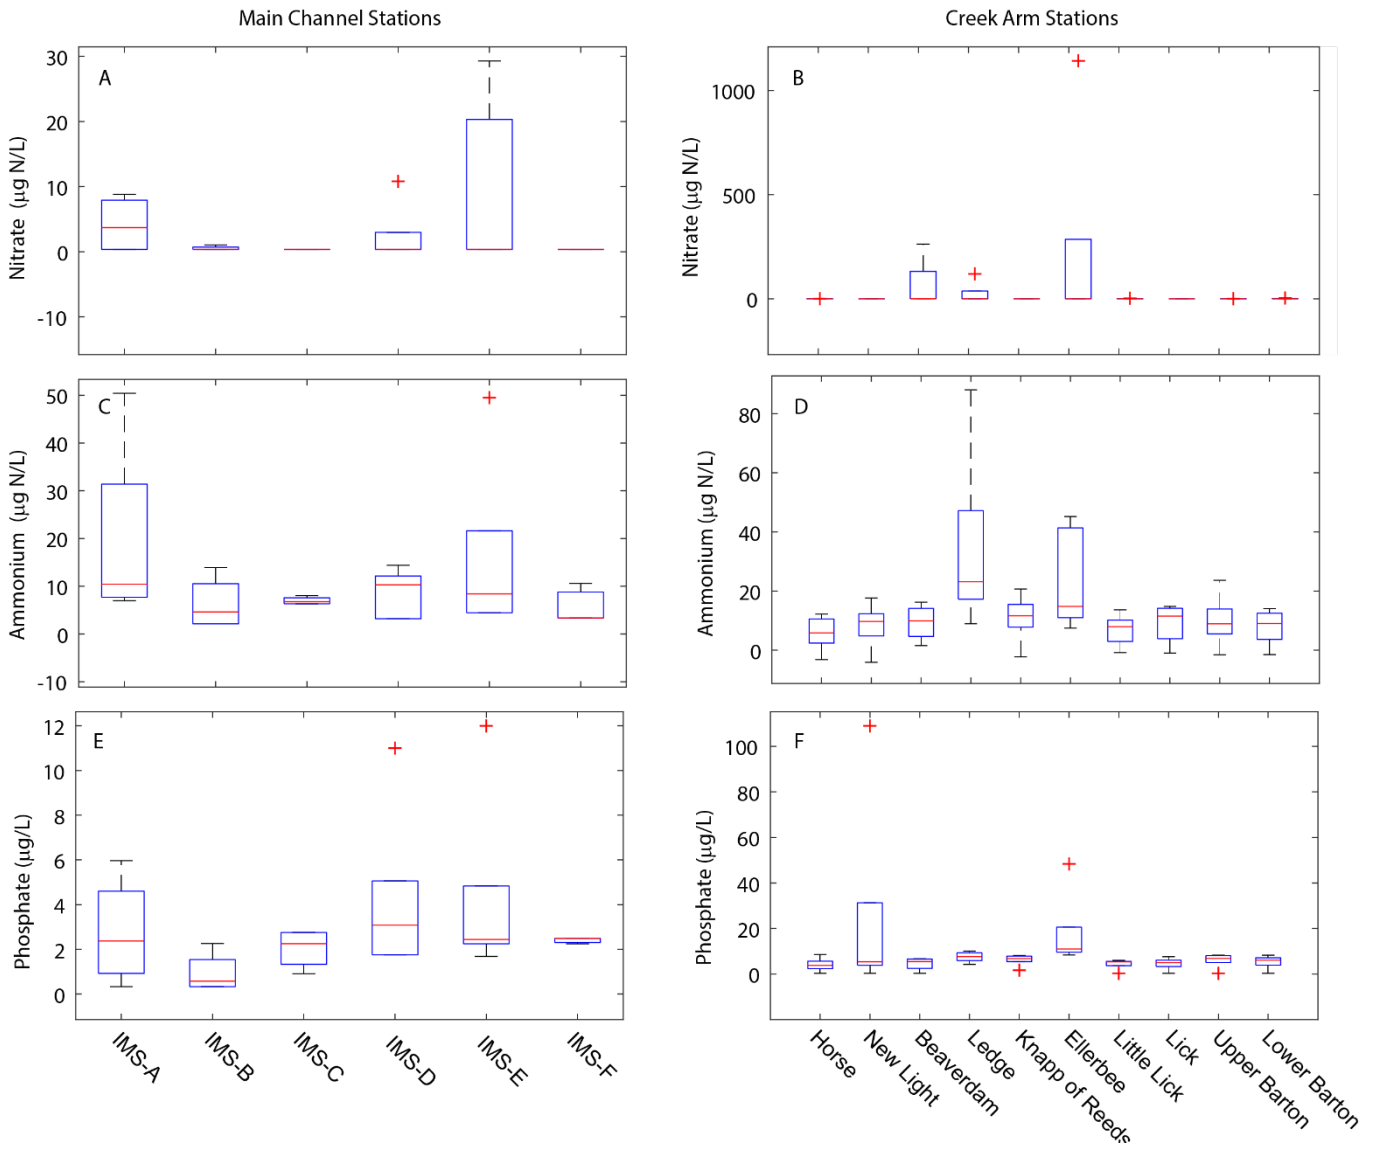 Main Channel Stations
Creek Arm Stations
A
30
20
10
0
-10
Nitrate (µg N/L)
B
1000
500
0
Nitrate (µg N/L)
C
50
40
30
20
10
0
-10
Ammonium (µg N/L)
D
80
60
40
20
0
Ammonium (µg N/L)
E
12
10
8
6
4
2
0
Phosphate (µg/L)
F
100
80
60
40
20
0
Phosphate (µg/L)
IMS-A
IMS-B
IMS-C
IMS-D
IMS-E
IMS-F
Horse
New Light
Beaverdam
Ledge
Knapp of Reeds
Ellerbee
Little Lick
Lick
Upper Barton
Lower Barton